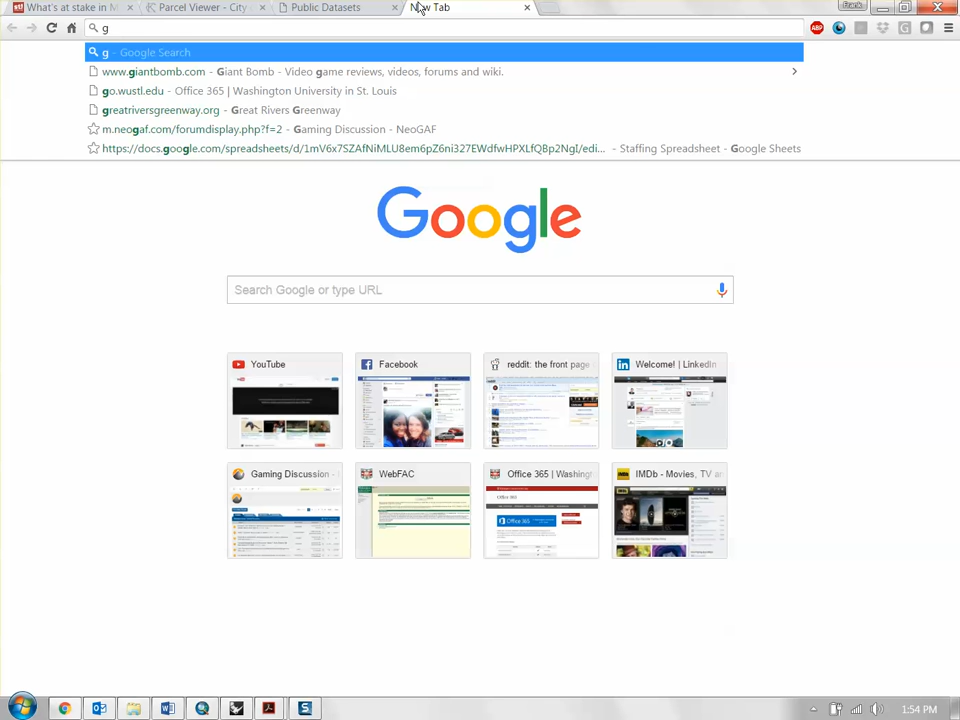 What's at stake in M
Parcel Viewer - City
Public Datasets
New Tab
Frank
g
g - Google Search
www.giantbomb.com - Giant Bomb - Video game reviews, videos, forums and wiki.
go.wustl.edu - Office 365 | Washington University in St. Louis
greatriversgreenway.org - Great Rivers Greenway
m.neogaf.com/forumdisplay.php?f=2 - Gaming Discussion - NeoGAF
https://docs.google.com/spreadsheets/d/1mV6x7SZAfNiMLU8em6pZ6ni327EWdfwHPXLfQBp2NgI/edi... - Staffing Spreadsheet - Google Sheets
Google
Search Google or type URL
YouTube
Facebook
reddit: the front page
Welcome! | LinkedIn
Gaming Discussion -
WebFAC
Office 365 | Washingt
IMDb - Movies, TV a
Office 365
1:54 PM